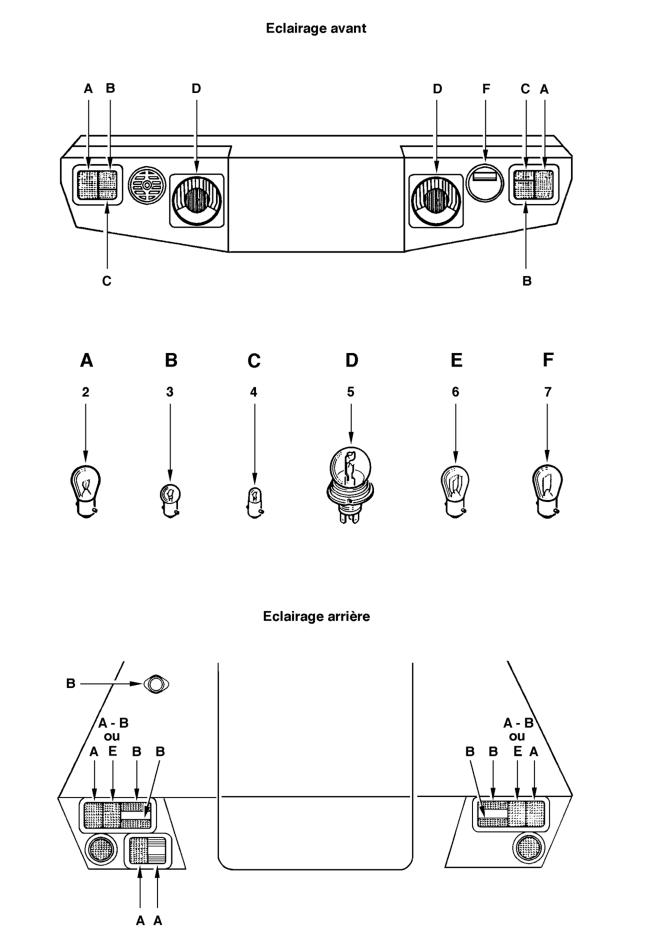 Eclairage avant
A B D D F C A
C B
A B C D E F
2 3 4 5 6 7
Eclairage arrière
B
A - B A - B
ou ou
A E B B B B E A
A A